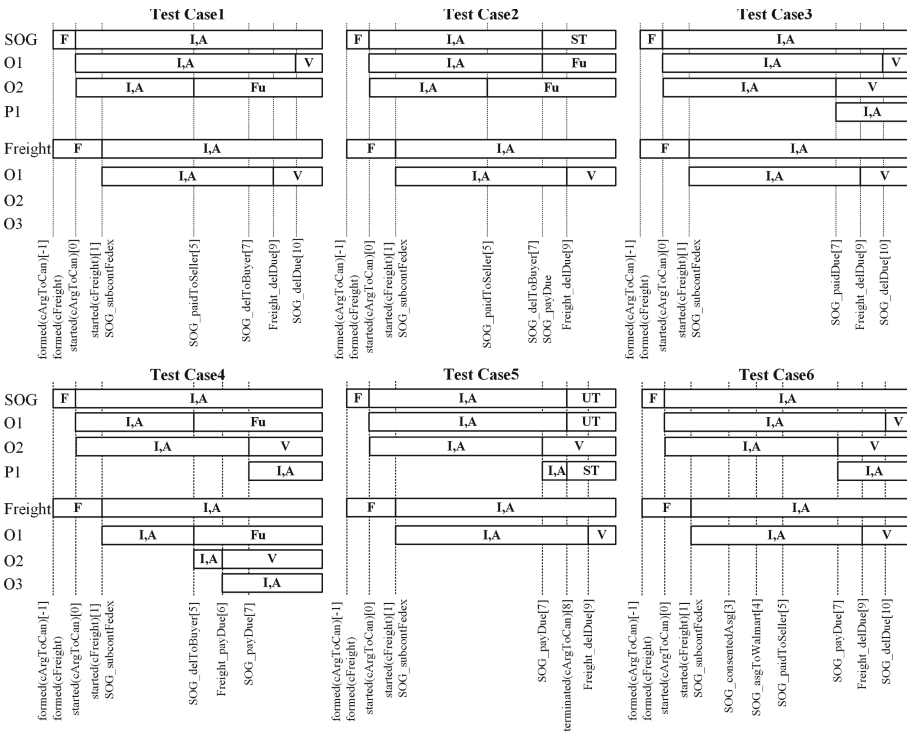 Test Case1
SOG F I,A
O1 I,A V
O2 I,A Fu
P1
Freight F I,A
O1 I,A V
O2
O3
formed(cArgToCan)[-1]
formed(cFreight)
started(cArgToCan)[0]
started(cFreight)[1]
SOG_subcontFedex
SOG_paidToSeller[5]
SOG_delToBuyer[7]
Freight_delDue[9]
SOG_delDue[10]
Test Case2
F I,A ST
I,A Fu
I,A Fu
F I,A
I,A V
formed(cArgToCan)[-1]
formed(cFreight)
started(cArgToCan)[0]
started(cFreight)[1]
SOG_subcontFedex
SOG_paidToSeller[5]
SOG_delToBuyer[7]
SOG_payDue
Freight_delDue[9]
Test Case3
F I,A
I,A V
I,A V
I,A
F I,A
I,A V
formed(cArgToCan)[-1]
formed(cFreight)
started(cArgToCan)[0]
started(cFreight)[1]
SOG_subcontFedex
SOG_paidDue[7]
Freight_delDue[9]
SOG_delDue[10]
Test Case4
SOG F I,A
O1 I,A Fu
O2 I,A V
P1 I,A
Freight F I,A
O1 I,A Fu
O2 I,A V
O3 I,A
formed(cArgToCan)[-1]
formed(cFreight)
started(cArgToCan)[0]
started(cFreight)[1]
SOG_subcontFedex
SOG_delToBuyer[5]
Freight_payDue[6]
SOG_payDue[7]
Test Case5
F I,A UT
I,A UT
I,A V
I,A ST
F I,A
I,A V
formed(cArgToCan)[-1]
formed(cFreight)
started(cArgToCan)[0]
started(cFreight)[1]
SOG_subcontFedex
SOG_payDue[7]
terminated(cArgToCan)[8]
Freight_delDue[9]
Test Case6
F I,A
I,A V
I,A V
I,A
F I,A
I,A V
formed(cArgToCan)[-1]
formed(cFreight)
started(cArgToCan)[0]
started(cFreight)[1]
SOG_subcontFedex
SOG_consentedAsg[3]
SOG_asgToWalmart[4]
SOG_paidToSeller[5]
SOG_payDue[7]
Freight_delDue[9]
SOG_delDue[10]